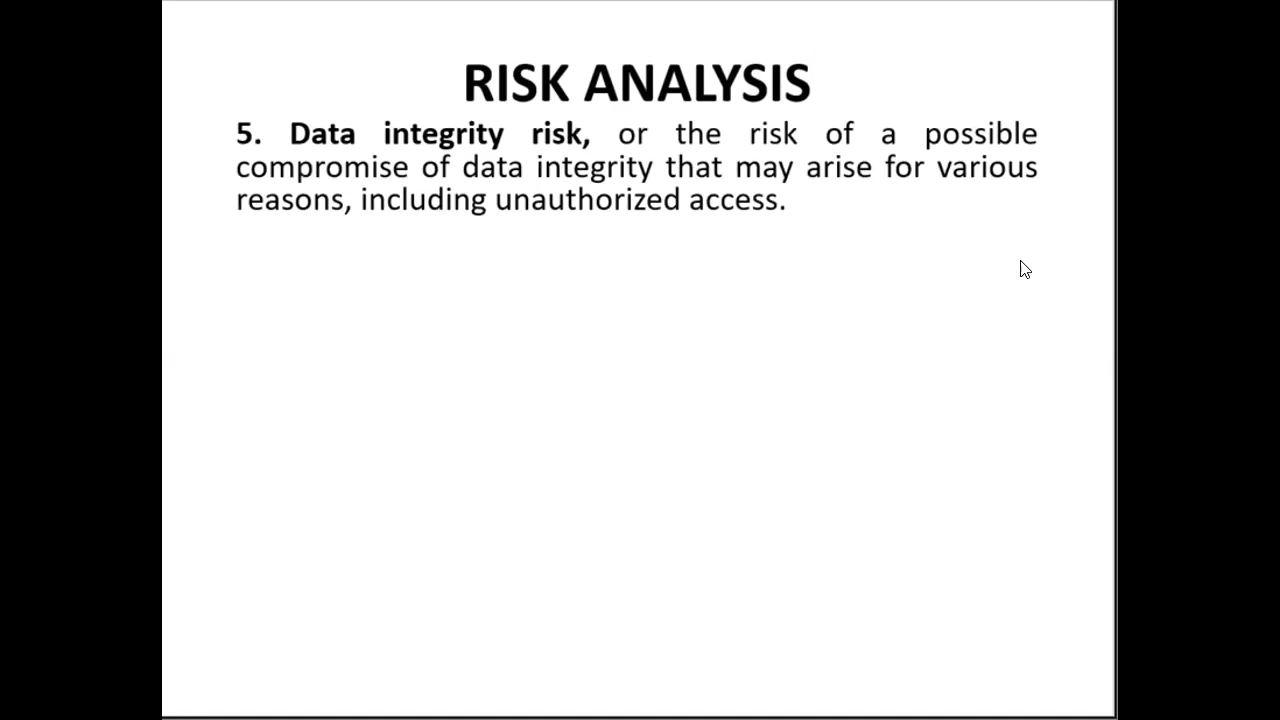 RISK ANALYSIS
5. Data integrity risk, or the risk of a possible
compromise of data integrity that may arise for various
reasons, including unauthorized access.